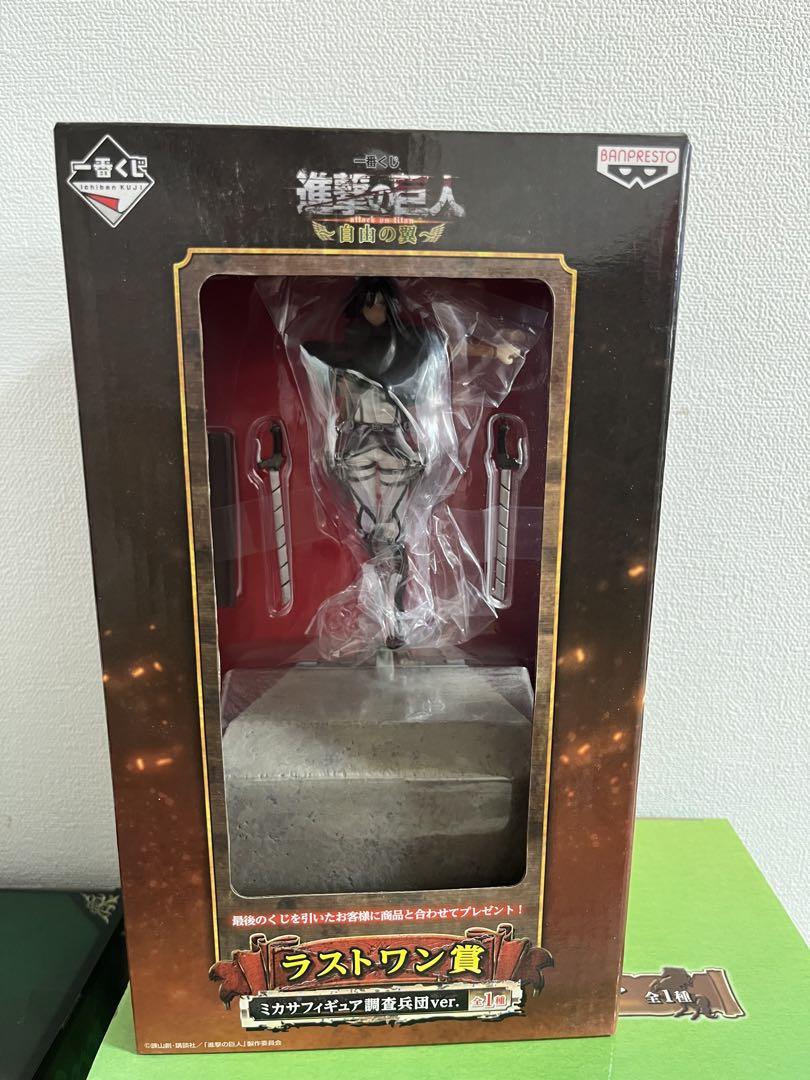 一番くじ
Ichiban KUJI
BANPRESTO
一番くじ
進撃の巨人
attack on titan
~自由の翼~
最後のくじを引いたお客様に商品と合わせてプレゼント!
ラストワン賞
ミカサフィギュア 調査兵団ver. 全1種
全1種
©諫山創・講談社/「進撃の巨人」製作委員会